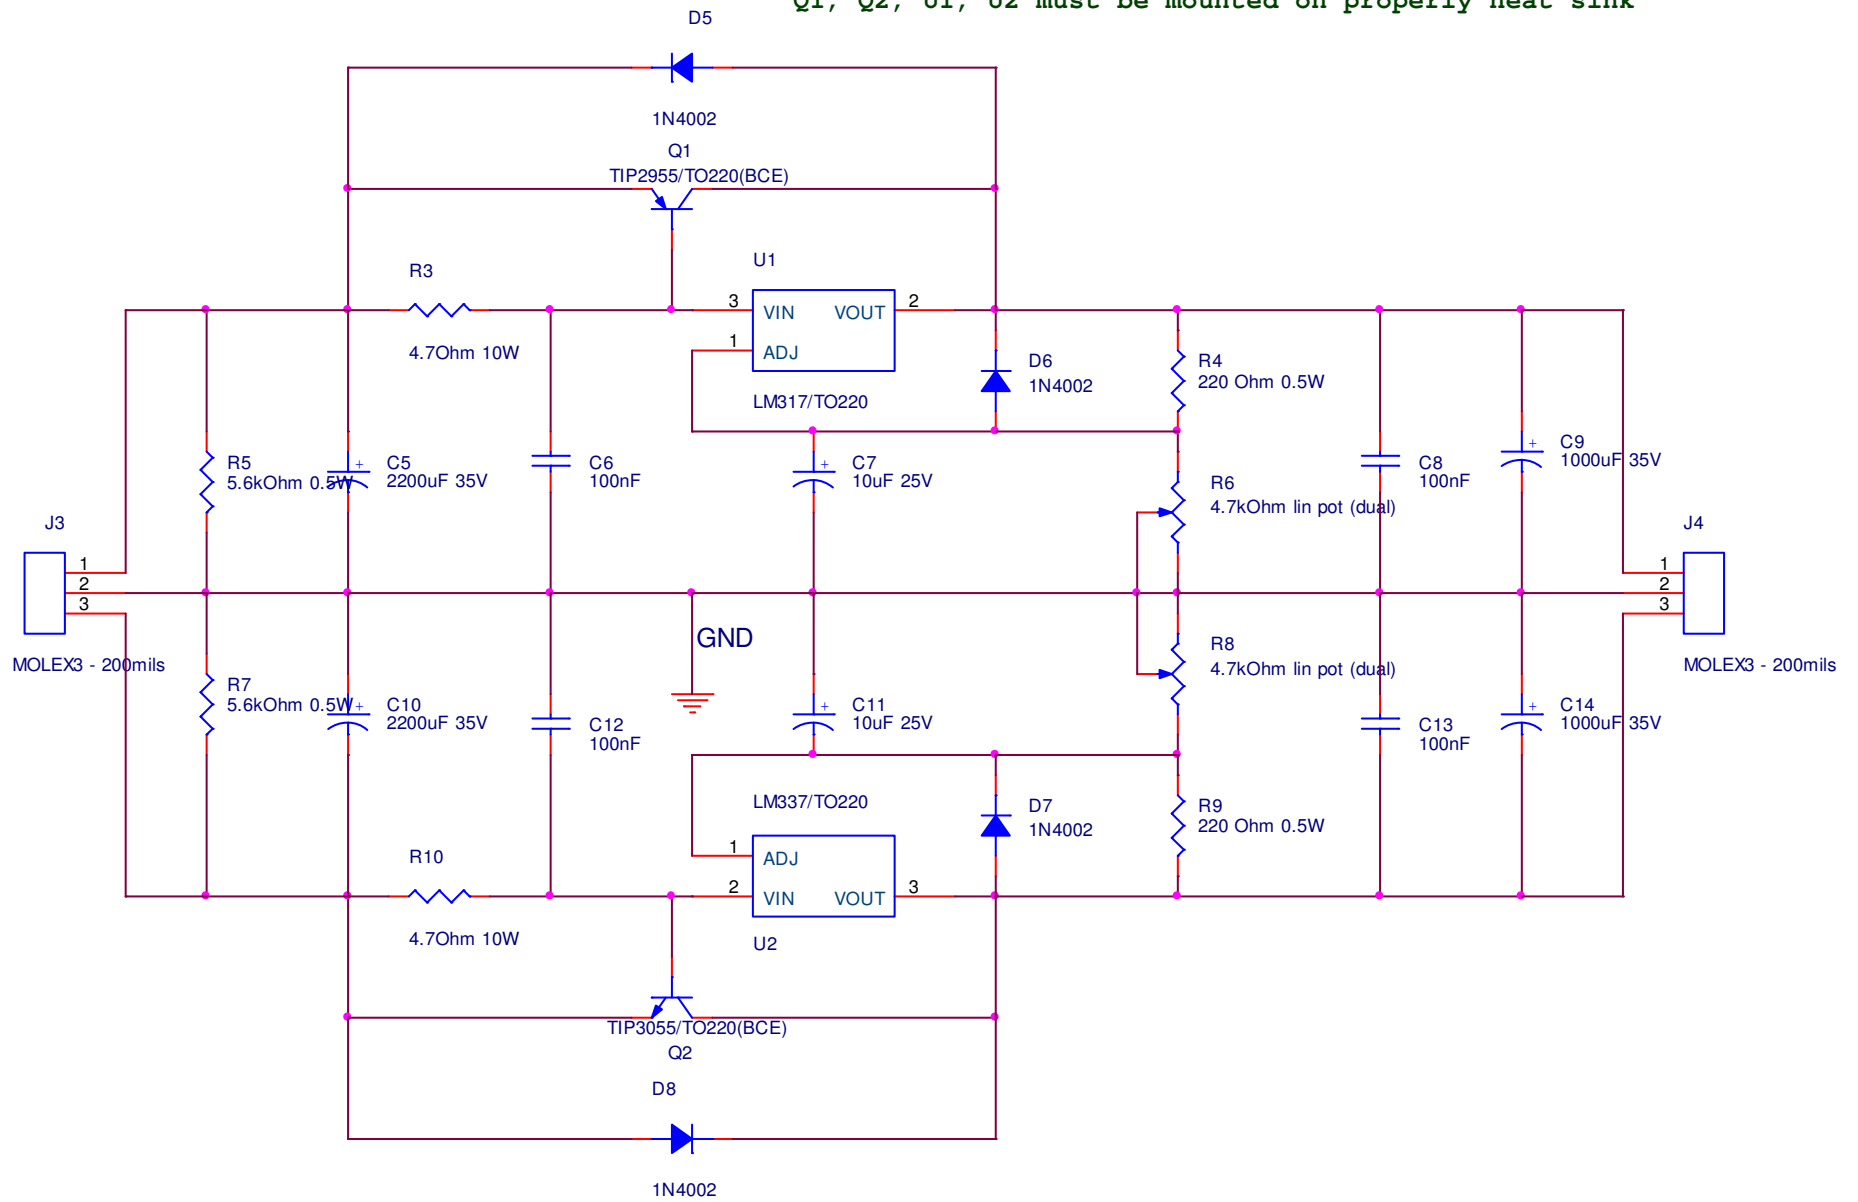 Q1, Q2, U1, U2 must be mounted on properly heat sink
D5
1N4002
Q1
TIP2955/TO220(BCE)
U1
R3
3 VIN VOUT 2
1 ADJ
4.7Ohm 10W
LM317/TO220
D6
1N4002
R4
220 Ohm 0.5W
R5
5.6kOhm 0.5W
+ C5
2200uF 35V
C6
100nF
+ C7
10uF 25V
R6
4.7kOhm lin pot (dual)
C8
100nF
+ C9
1000uF 35V
J3
1
2
3
MOLEX3 - 200mils
J4
1
2
3
MOLEX3 - 200mils
GND
R7
5.6kOhm 0.5W
+ C10
2200uF 35V
C12
100nF
+ C11
10uF 25V
R8
4.7kOhm lin pot (dual)
C13
100nF
+ C14
1000uF 35V
LM337/TO220
D7
1N4002
R9
220 Ohm 0.5W
R10
1 ADJ
2 VIN VOUT 3
4.7Ohm 10W
U2
TIP3055/TO220(BCE)
Q2
D8
1N4002